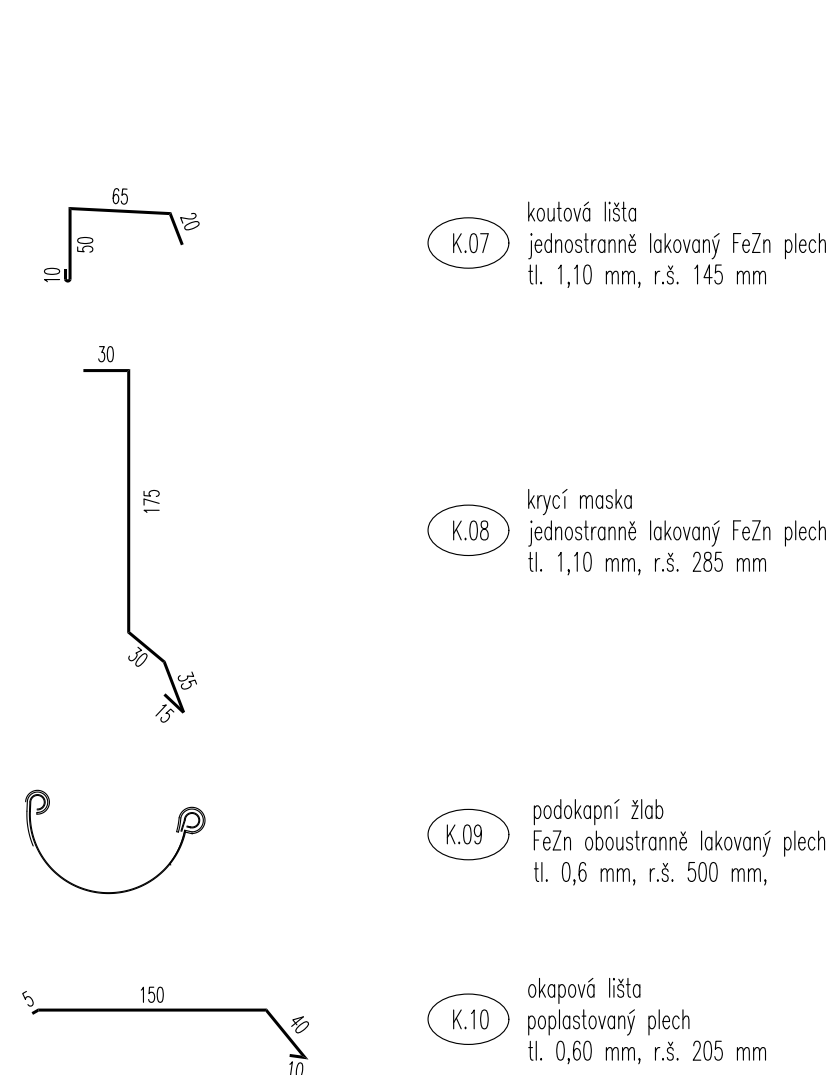 65
20
50
10
K.07
koutová lišta
jednostranně lakovaný FeZn plech
tl. 1,10 mm, r.š. 145 mm
30
175
30
35
15
K.08
krycí maska
jednostranně lakovaný FeZn plech
tl. 1,10 mm, r.š. 285 mm
K.09
podokapní žlab
FeZn oboustranně lakovaný plech
tl. 0,6 mm, r.š. 500 mm,
5
150
40
10
K.10
okapová lišta
poplastovaný plech
tl. 0,60 mm, r.š. 205 mm